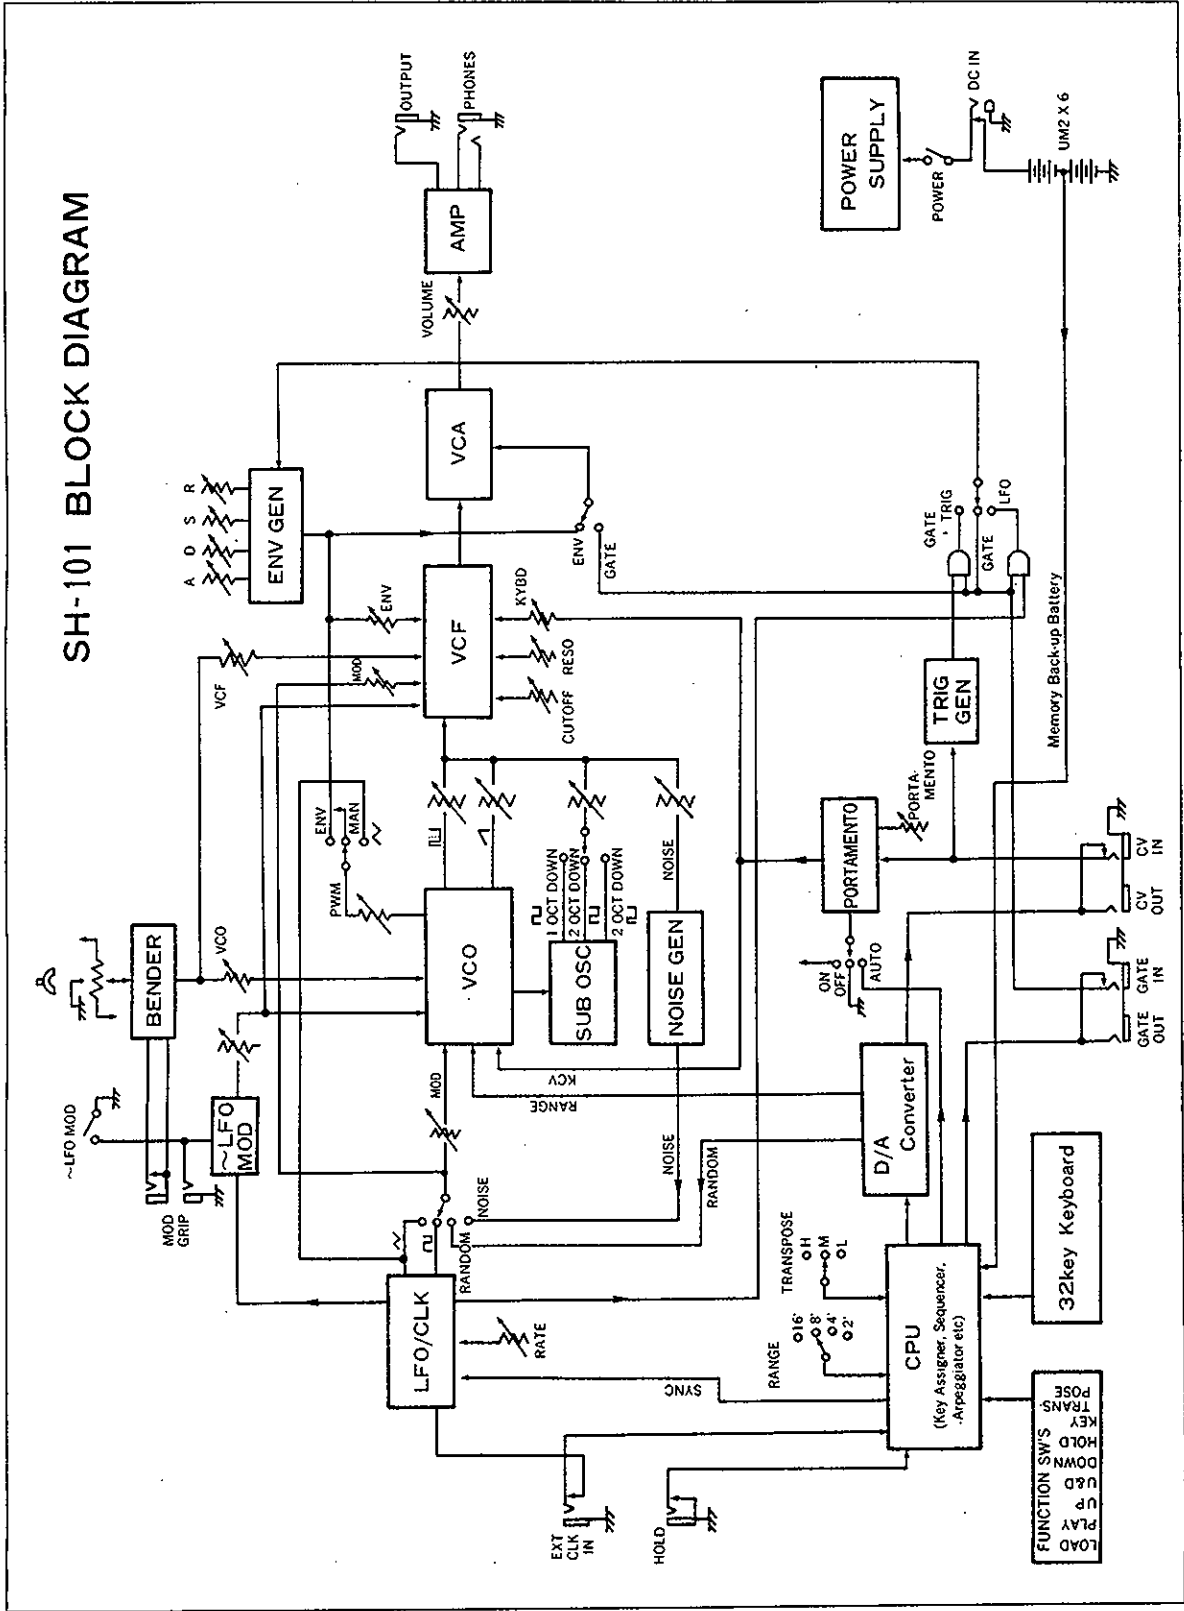 SH-101 BLOCK DIAGRAM
OUTPUT
PHONES
AMP
VOLUME
VCA
A D S R
ENV GEN
ENV
GATE
VCF
VCF
MOD
ENV
KYBD
RESO
CUTOFF
ENV
MAN
PWM
VCO
VCO
BENDER
~LFO MOD
~LFO
MOD
MOD
GRIP
1 OCT DOWN
2 OCT DOWN
2 OCT DOWN
SUB OSC
NOISE
NOISE GEN
KCV
RANGE
MOD
NOISE
RANDOM
NOISE
RANDOM
LFO/CLK
RATE
SYNC
EXT
CLK
IN
HOLD
POWER
SUPPLY
POWER
DC IN
UM2 X 6
Memory Back-up Battery
GATE
TRIG
GATE
LFO
TRIG
GEN
PORTAMENTO
PORTA-
MENTO
ON
OFF
AUTO
D/A
Converter
CV
IN
CV
OUT
GATE
IN
GATE
OUT
TRANSPOSE
H
M
L
RANGE
16'
8'
4'
2'
CPU
(Key Assigner, Sequencer,
Arpeggiator etc)
32key Keyboard
FUNCTION SW'S
LOAD
PLAY
UP
U&D
DOWN
HOLD
KEY
TRANS-
POSE